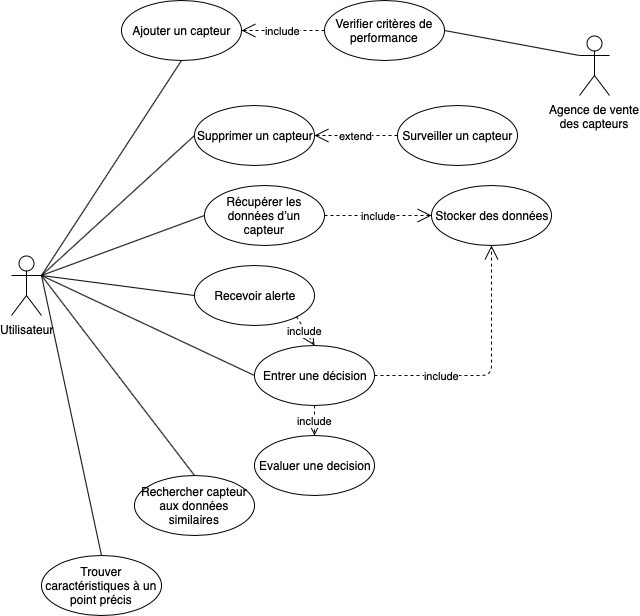 Ajouter un capteur
include
Verifier critères de
performance
Agence de vente
des capteurs
Supprimer un capteur
extend
Surveiller un capteur
Récupérer les
données d'un
capteur
include
Stocker des données
Utilisateur
Recevoir alerte
include
Entrer une décision
include
include
Evaluer une decision
Rechercher capteur
aux données
similaires
Trouver
caractéristiques à un
point précis